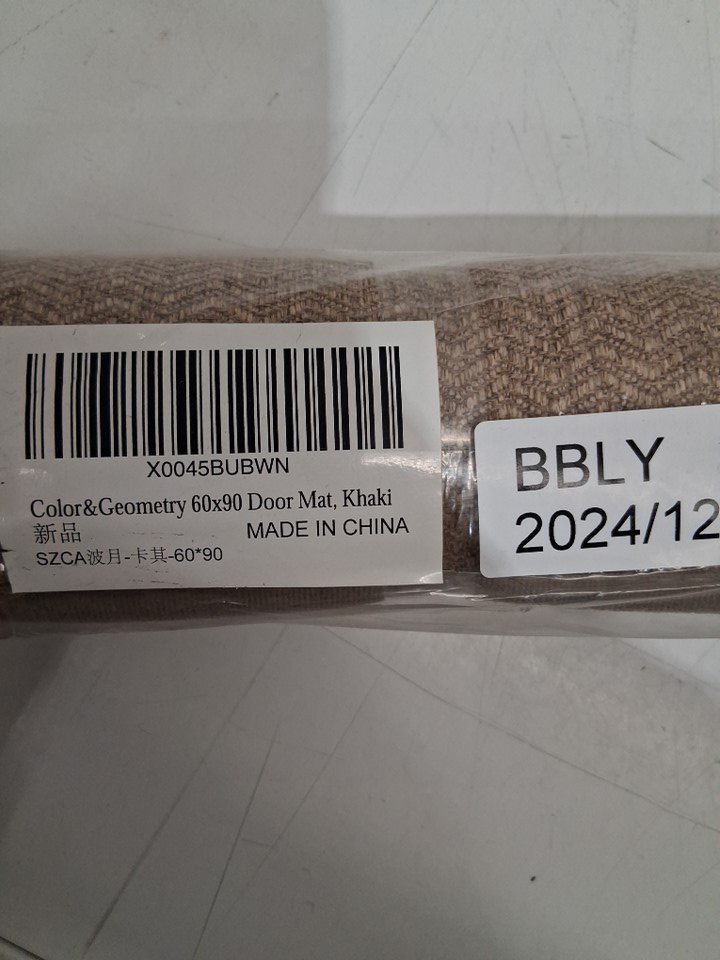 X0045BUBWN
Color&Geometry 60x90 Door Mat, Khaki
新品 MADE IN CHINA
SZCA波月-卡其-60*90
BBLY
2024/12